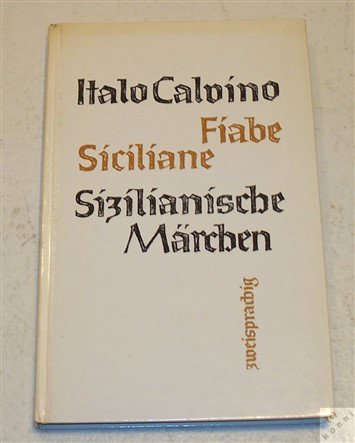 Italo Calvino
Fiabe
Siciliane
Sizilianische
Märchen
zweisprachig